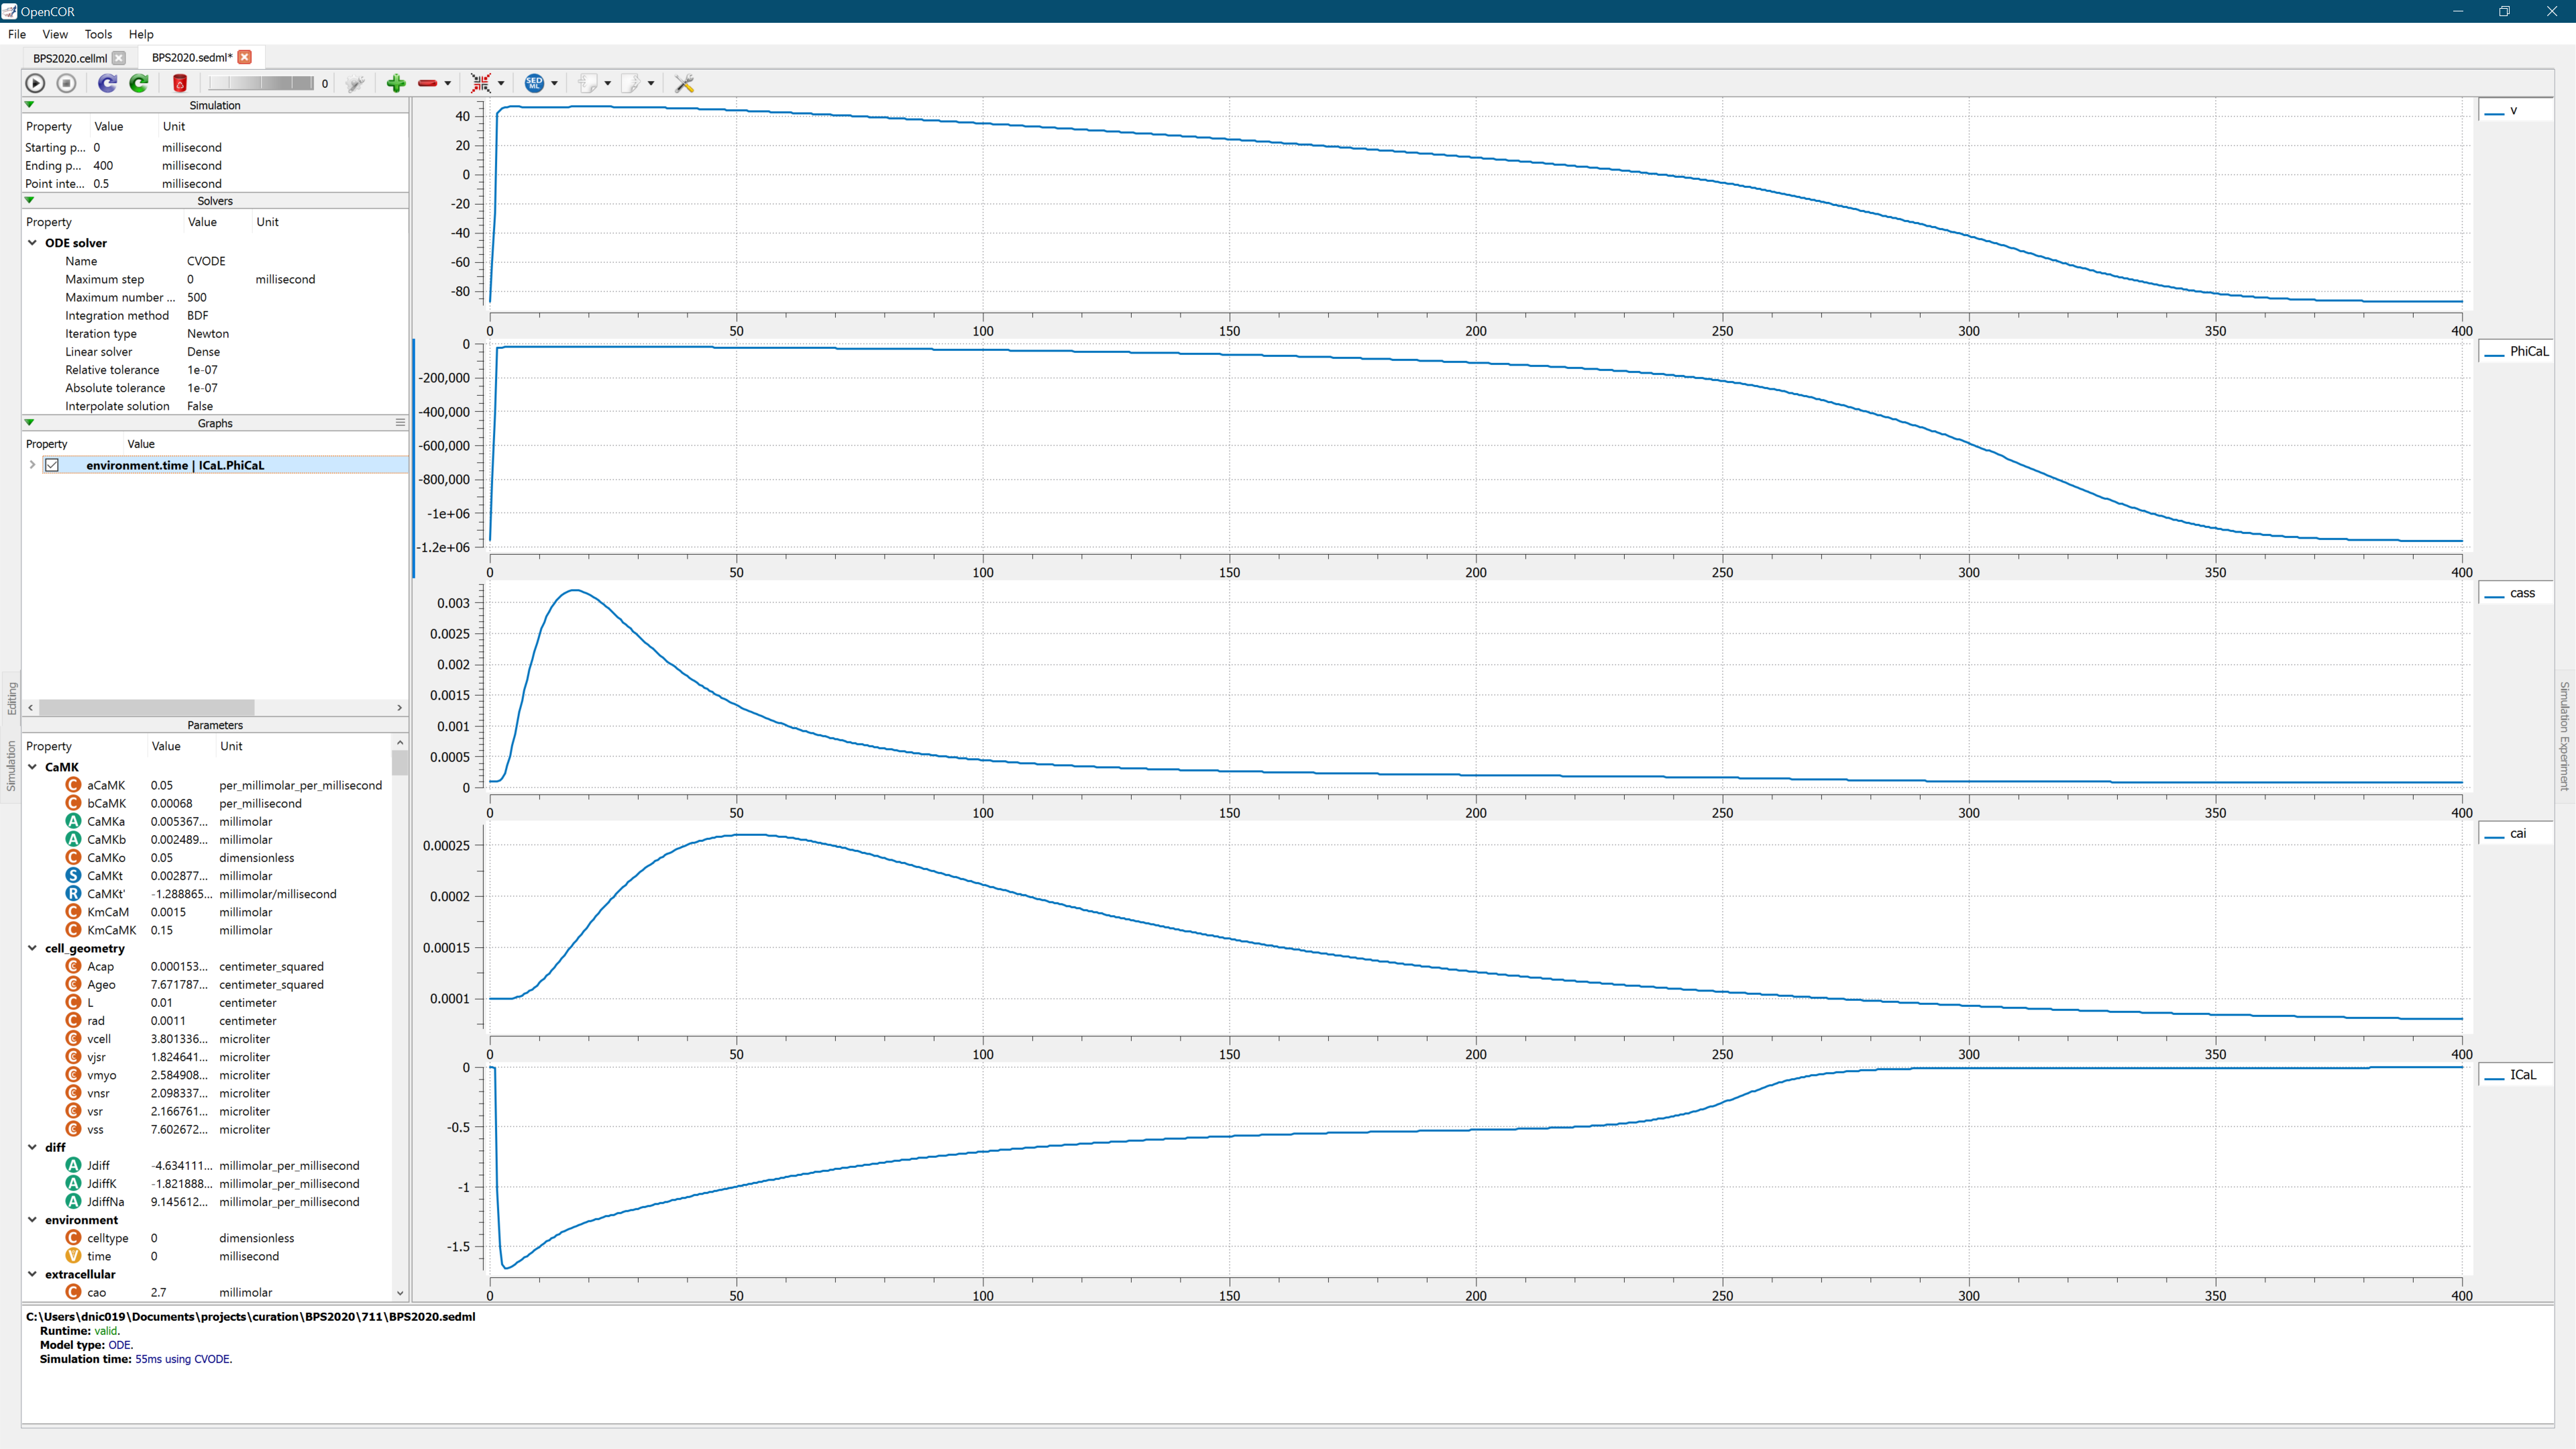 OpenCOR
File View Tools Help
BPS2020.cellml BPS2020.sedml*
0
SED ML
Simulation
Property Value Unit
Starting p... 0 millisecond
Ending p... 400 millisecond
Point inte... 0.5 millisecond
Solvers
Property Value Unit
ODE solver
Name CVODE
Maximum step 0 millisecond
Maximum number ... 500
Integration method BDF
Iteration type Newton
Linear solver Dense
Relative tolerance 1e-07
Absolute tolerance 1e-07
Interpolate solution False
Graphs
Property Value
environment.time | ICaL.PhiCaL
Parameters
Property Value Unit
CaMK
C aCaMK 0.05 per_millimolar_per_millisecond
C bCaMK 0.00068 per_millisecond
A CaMKa 0.005367... millimolar
A CaMKb 0.002489... millimolar
C CaMKo 0.05 dimensionless
S CaMKt 0.002877... millimolar
R CaMKt' -1.288865... millimolar/millisecond
C KmCaM 0.0015 millimolar
C KmCaMK 0.15 millimolar
cell_geometry
C Acap 0.000153... centimeter_squared
C Ageo 7.671787... centimeter_squared
C L 0.01 centimeter
C rad 0.0011 centimeter
C vcell 3.801336... microliter
C vjsr 1.824641... microliter
C vmyo 2.584908... microliter
C vnsr 2.098337... microliter
C vsr 2.166761... microliter
C vss 7.602672... microliter
diff
A Jdiff -4.634111... millimolar_per_millisecond
A JdiffK -1.821888... millimolar_per_millisecond
A JdiffNa 9.145612... millimolar_per_millisecond
environment
C celltype 0 dimensionless
V time 0 millisecond
extracellular
C cao 2.7 millimolar
Editing
Simulation
40
20
0
-20
-40
-60
-80
0 50 100 150 200 250 300 350 400
v
0
-200,000
-400,000
-600,000
-800,000
-1e+06
-1.2e+06
0 50 100 150 200 250 300 350 400
PhiCaL
0.003
0.0025
0.002
0.0015
0.001
0.0005
0
0 50 100 150 200 250 300 350 400
cass
0.00025
0.0002
0.00015
0.0001
0 50 100 150 200 250 300 350 400
cai
0
-0.5
-1
-1.5
0 50 100 150 200 250 300 350 400
ICaL
Simulation Experiment
C:\Users\dnic019\Documents\projects\curation\BPS2020\711\BPS2020.sedml
Runtime: valid.
Model type: ODE.
Simulation time: 55ms using CVODE.